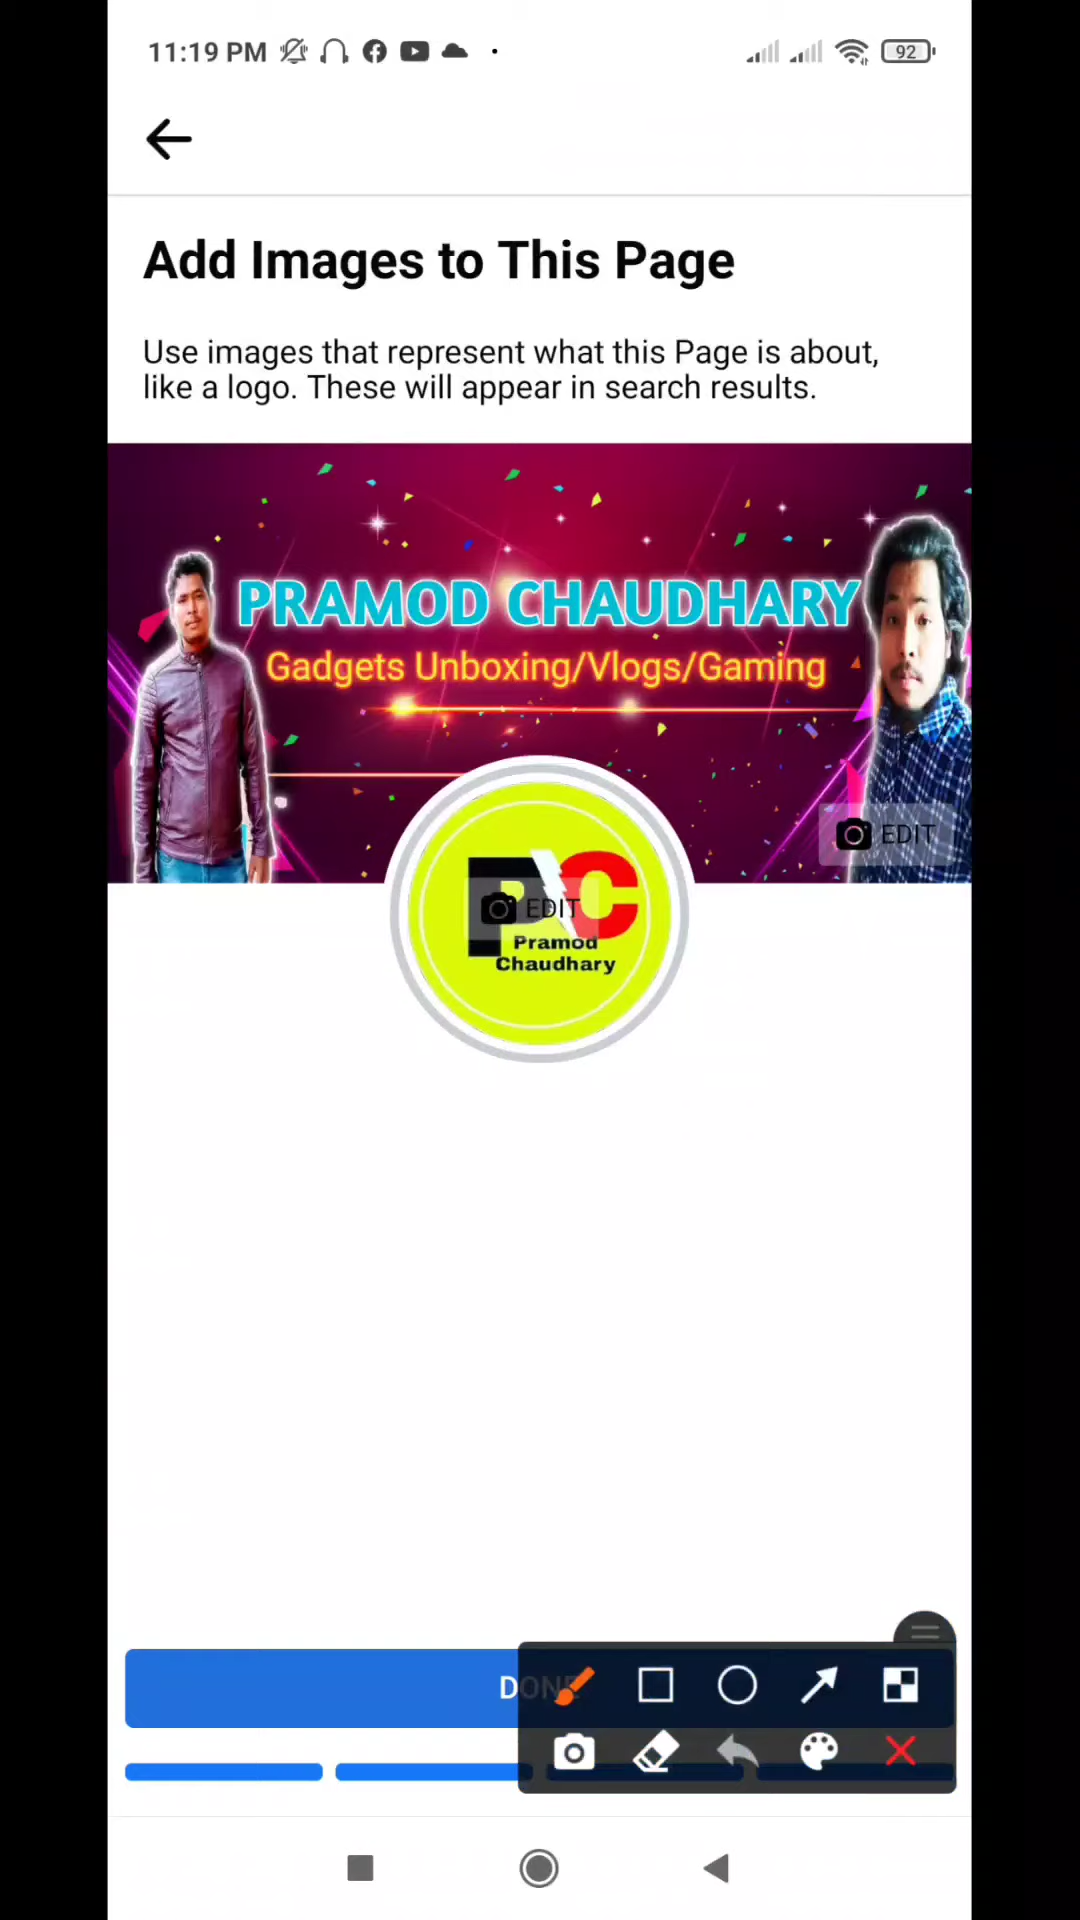 11:19 PM
92
Add Images to This Page
Use images that represent what this Page is about,
like a logo. These will appear in search results.
PRAMOD CHAUDHARY
Gadgets Unboxing/Vlogs/Gaming
EDIT
PC
EDIT
Pramod
Chaudhary
DONE